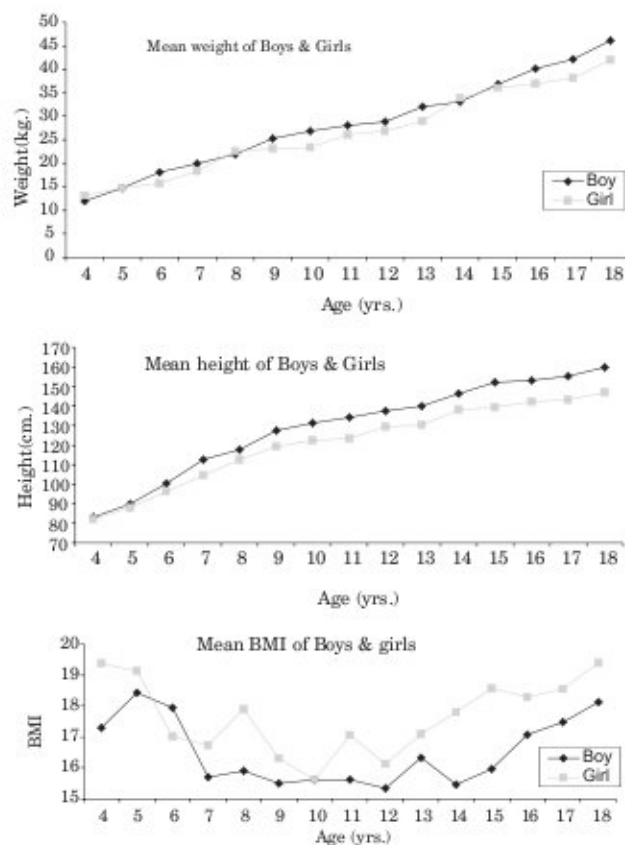 Mean weight of Boys & Girls
Weight(kg.)
50
45
40
35
30
25
20
15
10
5
0
4 5 6 7 8 9 10 11 12 13 14 15 16 17 18
Age (yrs.)
Boy
Girl
Mean height of Boys & Girls
Height(cm.)
170
160
150
140
130
120
110
100
90
80
70
4 5 6 7 8 9 10 11 12 13 14 15 16 17 18
Age (yrs.)
Mean BMI of Boys & girls
BMI
20
19
18
17
16
15
4 5 6 7 8 9 10 11 12 13 14 15 16 17 18
Age (yrs.)
Boy
Girl